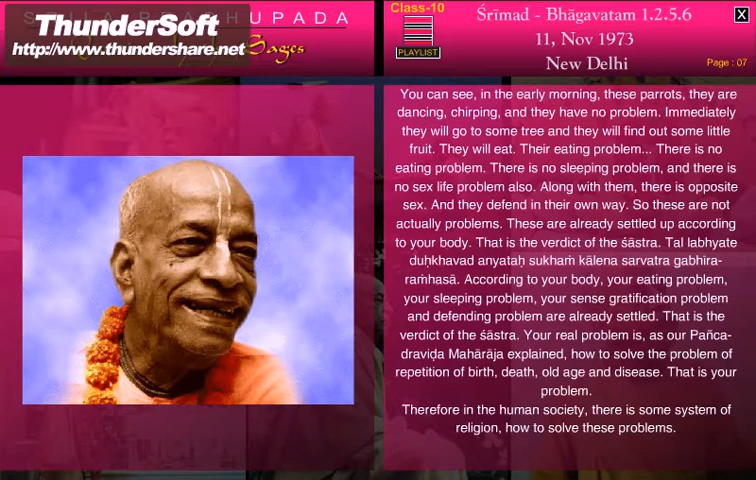 ThunderSoft
http://www.thundershare.net
HUPADA
Sages
Class-10
PLAYLIST
Śrīmad - Bhāgavatam 1.2.5.6
11, Nov 1973
New Delhi
X
Page : 07
You can see, in the early morning, these parrots, they are
dancing, chirping, and they have no problem. Immediately
they will go to some tree and they will find out some little
fruit. They will eat. Their eating problem... There is no
eating problem. There is no sleeping problem, and there is
no sex life problem also. Along with them, there is opposite
sex. And they defend in their own way. So these are not
actually problems. These are already settled up according
to your body. That is the verdict of the śāstra. Tal labhyate
duḥkhavad anyataḥ sukhaṁ kālena sarvatra gabhīra-
raṁhasā. According to your body, your eating problem,
your sleeping problem, your sense gratification problem
and defending problem are already settled. That is the
verdict of the śāstra. Your real problem is, as our Pañca-
draviḍa Mahārāja explained, how to solve the problem of
repetition of birth, death, old age and disease. That is your
problem.
Therefore in the human society, there is some system of
religion, how to solve these problems.